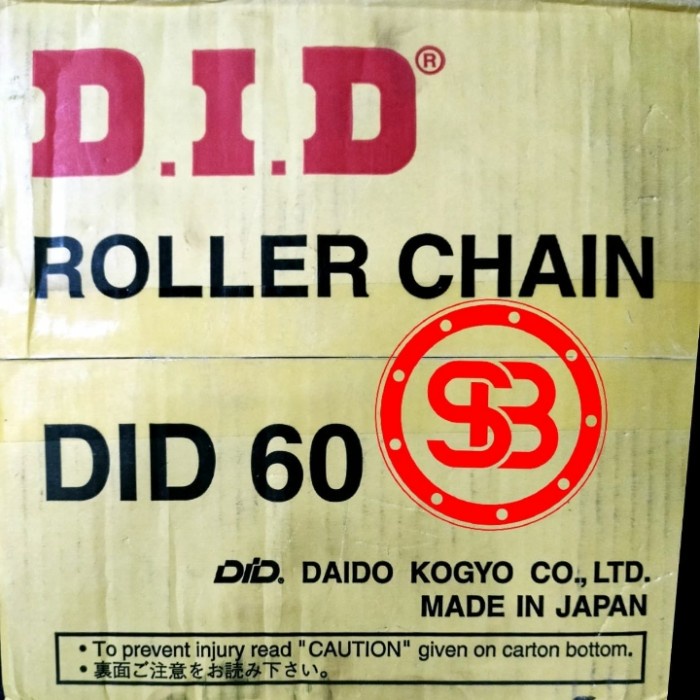 D.I.D®
ROLLER CHAIN
SB
DID 60
DID. DAIDO KOGYO CO., LTD.
MADE IN JAPAN
• To prevent injury read "CAUTION" given on carton bottom.
• 裏面ご注意をお読み下さい。